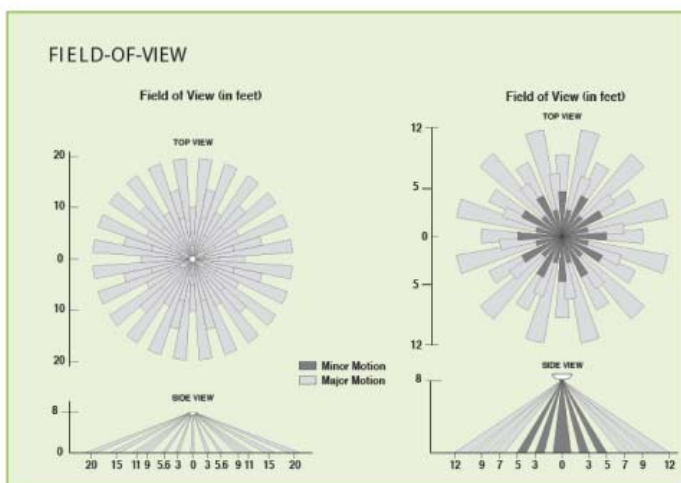 FIELD-OF-VIEW
Field of View (in feet)
TOP VIEW
20
10
0
10
20
SIDE VIEW
8
0
20 15 11 9 5.6 3 0 3 5.6 9 11 15 20
Minor Motion
Major Motion
Field of View (in feet)
TOP VIEW
12
5
0
5
12
SIDE VIEW
8
0
12 9 7 5 3 0 3 5 7 9 12